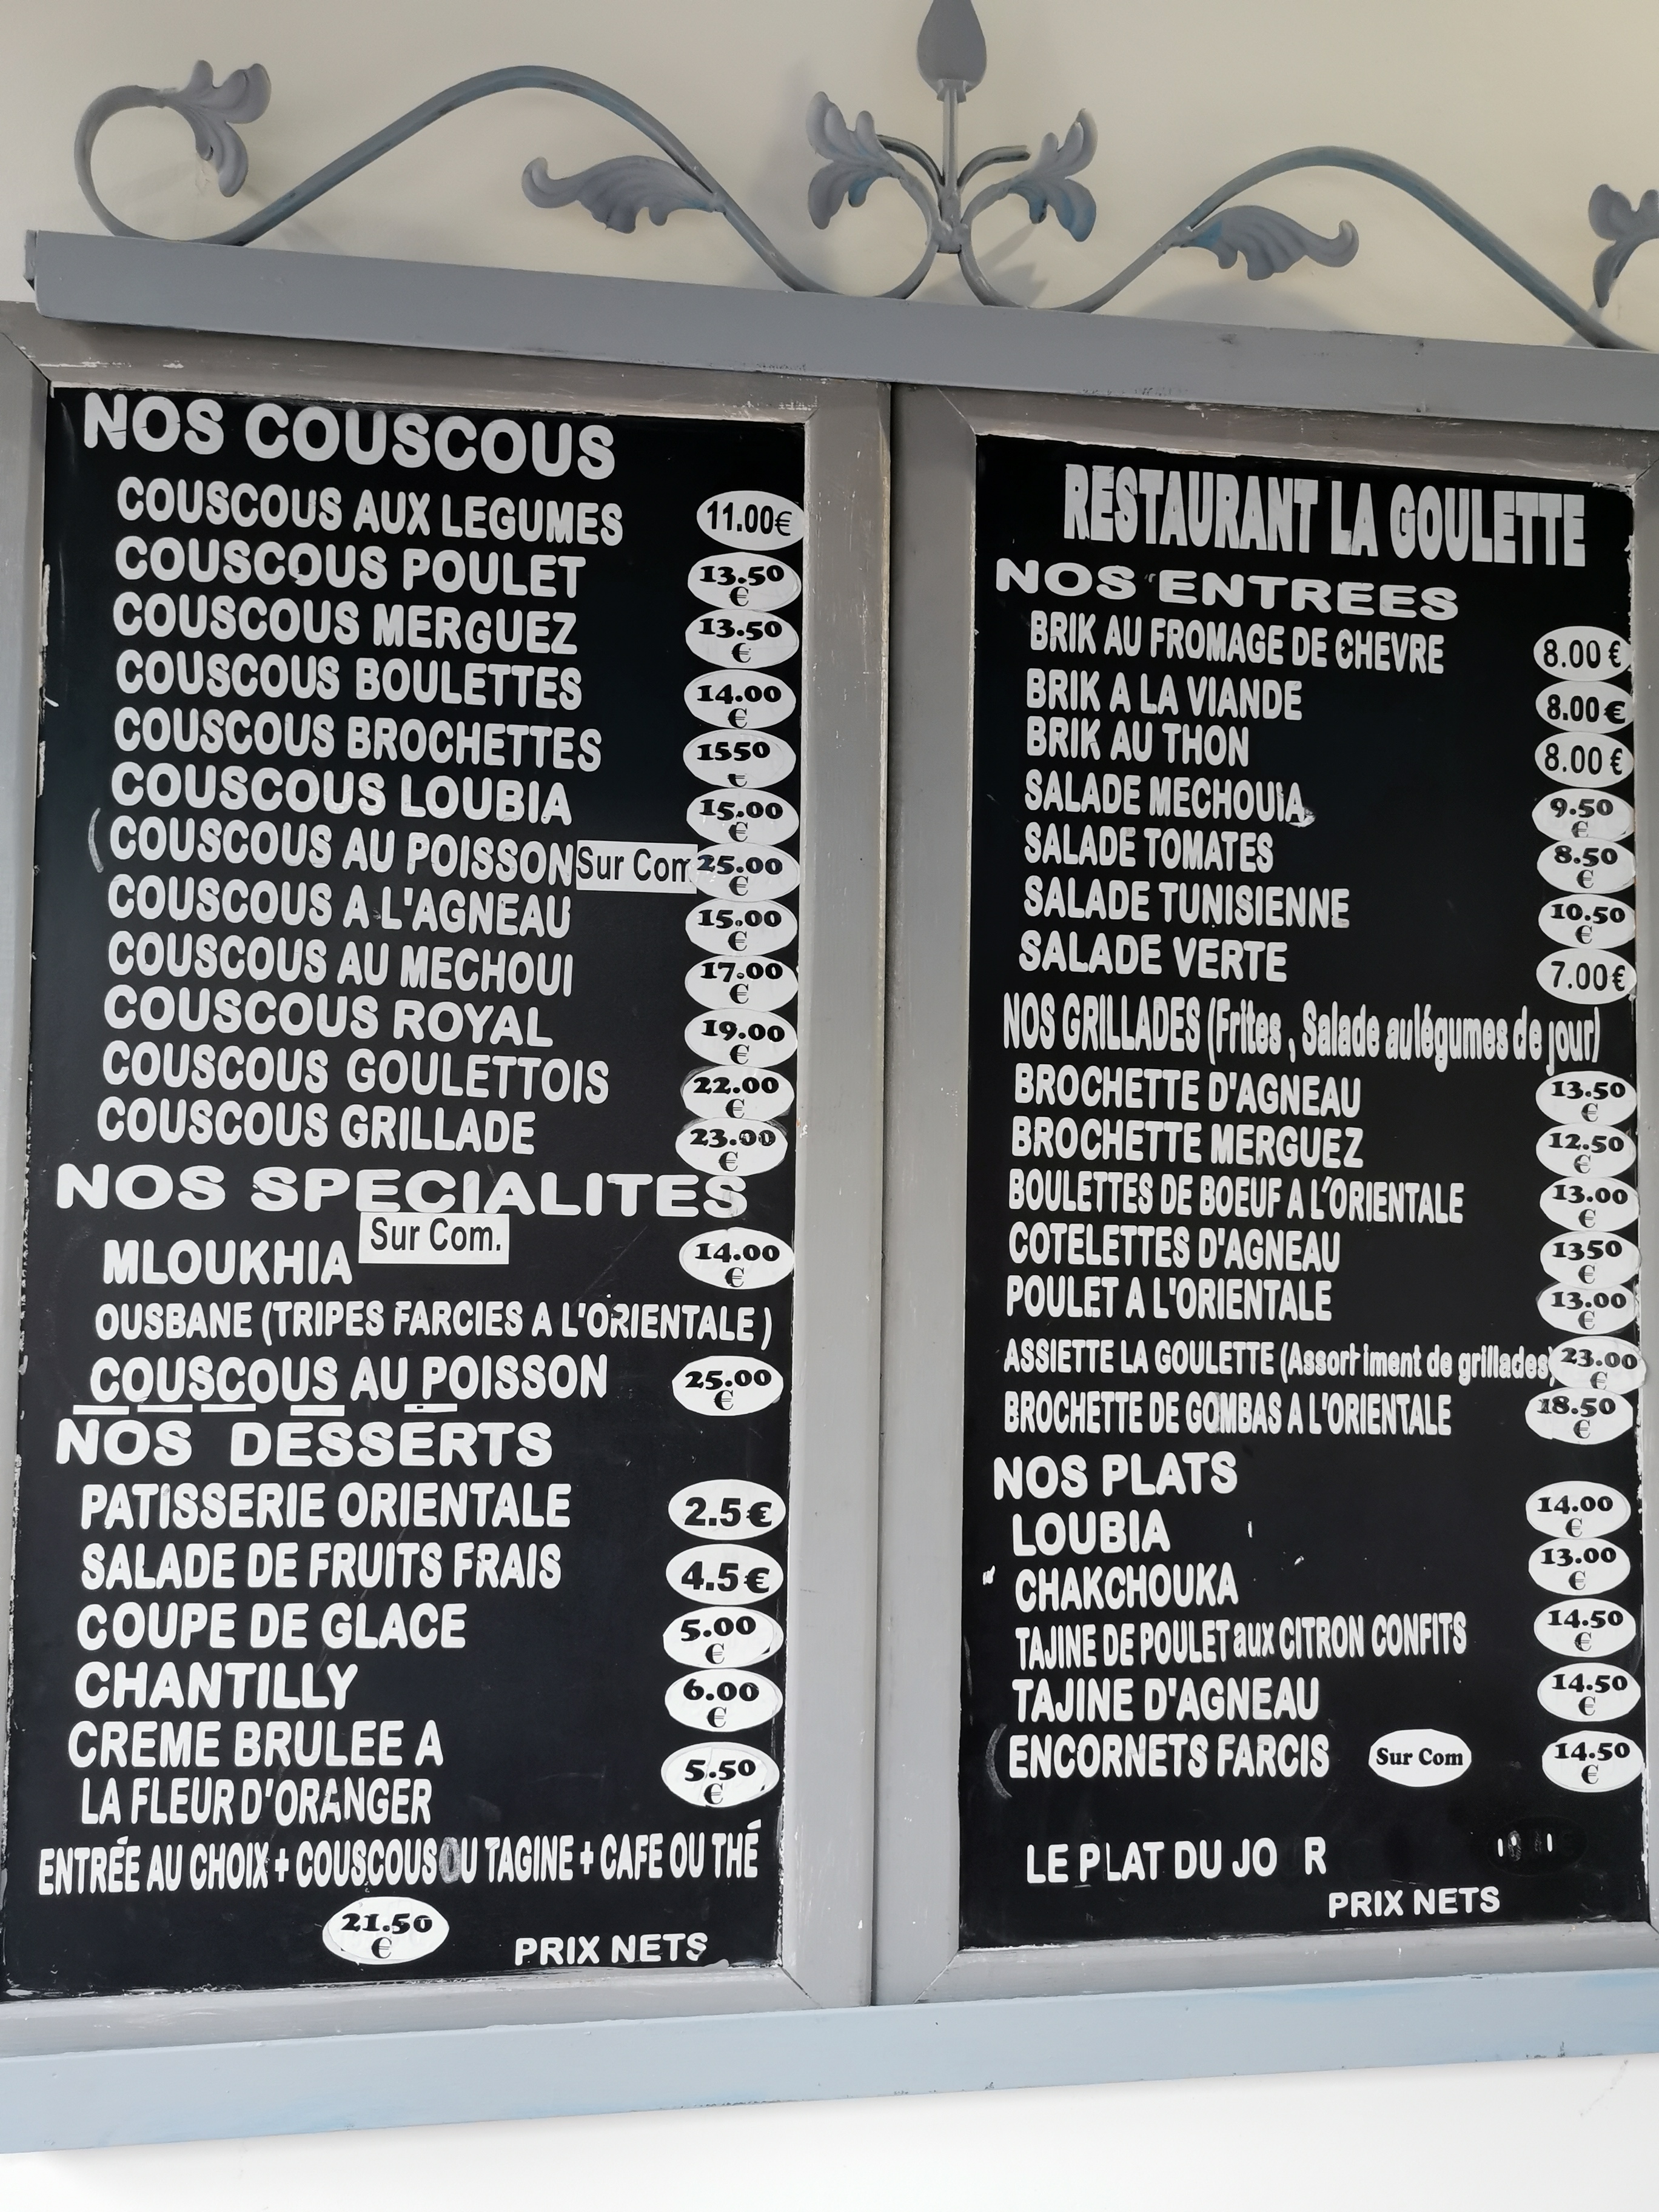 NOS COUSCOUS
COUSCOUS AUX LEGUMES 11.00€
COUSCOUS POULET 13.50 €
COUSCOUS MERGUEZ 13.50 €
COUSCOUS BOULETTES 14.00 €
COUSCOUS BROCHETTES 1550 €
COUSCOUS LOUBIA 15.00 €
COUSCOUS AU POISSON Sur Com 25.00 €
COUSCOUS A L'AGNEAU 15.00 €
COUSCOUS AU MECHOUI 17.00 €
COUSCOUS ROYAL 19.00 €
COUSCOUS GOULETTOIS 22.00 €
COUSCOUS GRILLADE 23.00 €
NOS SPECIALITES
MLOUKHIA Sur Com. 14.00 €
OUSBANE (TRIPES FARCIES A L'ORIENTALE )
COUSCOUS AU POISSON 25.00 €
NOS DESSERTS
PATISSERIE ORIENTALE 2.5€
SALADE DE FRUITS FRAIS 4.5€
COUPE DE GLACE 5.00 €
CHANTILLY 6.00 €
CREME BRULEE A
LA FLEUR D'ORANGER 5.50 €
ENTRÉE AU CHOIX + COUSCOUS OU TAGINE + CAFE OU THÉ
21.50 €
PRIX NETS
RESTAURANT LA GOULETTE
NOS ENTREES
BRIK AU FROMAGE DE CHEVRE 8.00 €
BRIK A LA VIANDE 8.00 €
BRIK AU THON 8.00 €
SALADE MECHOUiA 9.50 €
SALADE TOMATES 8.50 €
SALADE TUNISIENNE 10.50 €
SALADE VERTE 7.00€
NOS GRILLADES (Frites , Salade aulégumes de jour)
BROCHETTE D'AGNEAU 13.50 €
BROCHETTE MERGUEZ 12.50 €
BOULETTES DE BOEUF A L'ORIENTALE 13.00 €
COTELETTES D'AGNEAU 1350 €
POULET A L'ORIENTALE 13.00 €
ASSIETTE LA GOULETTE (Assortiment de grillades) 23.00 €
BROCHETTE DE GOMBAS A L'ORIENTALE 18.50 €
NOS PLATS
LOUBIA 14.00 €
CHAKCHOUKA 13.00 €
TAJINE DE POULET aux CITRON CONFITS 14.50 €
TAJINE D'AGNEAU 14.50 €
ENCORNETS FARCIS Sur Com 14.50 €
LE PLAT DU JO R
PRIX NETS